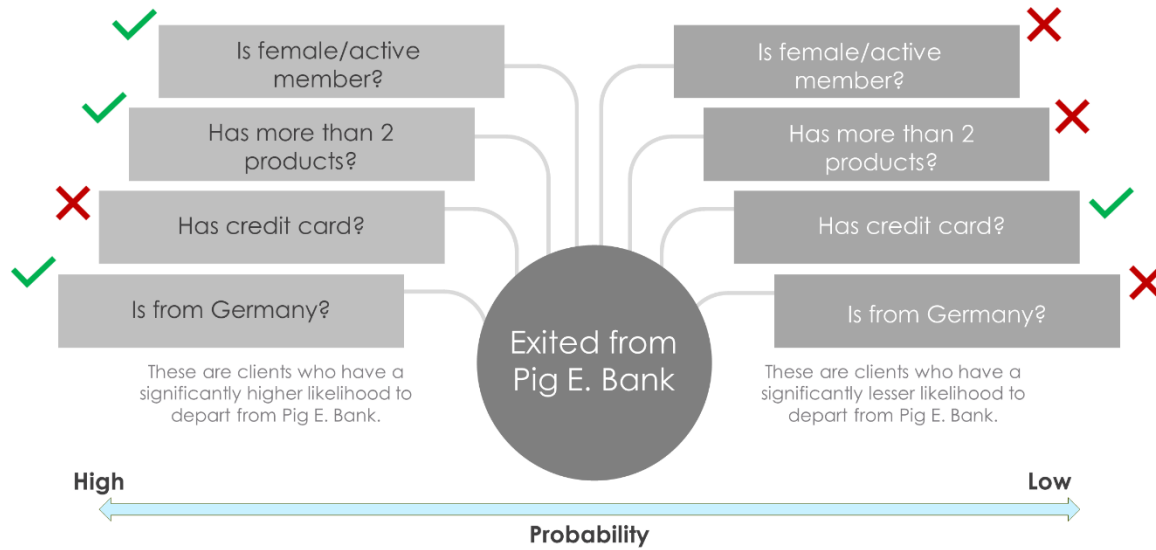 Is female/active
member?
Has more than 2
products?
Has credit card?
Is from Germany?
These are clients who have a
significantly higher likelihood to
depart from Pig E. Bank.
Exited from
Pig E. Bank
Is female/active
member?
Has more than 2
products?
Has credit card?
Is from Germany?
These are clients who have a
significantly lesser likelihood to
depart from Pig E. Bank.
High
Low
Probability